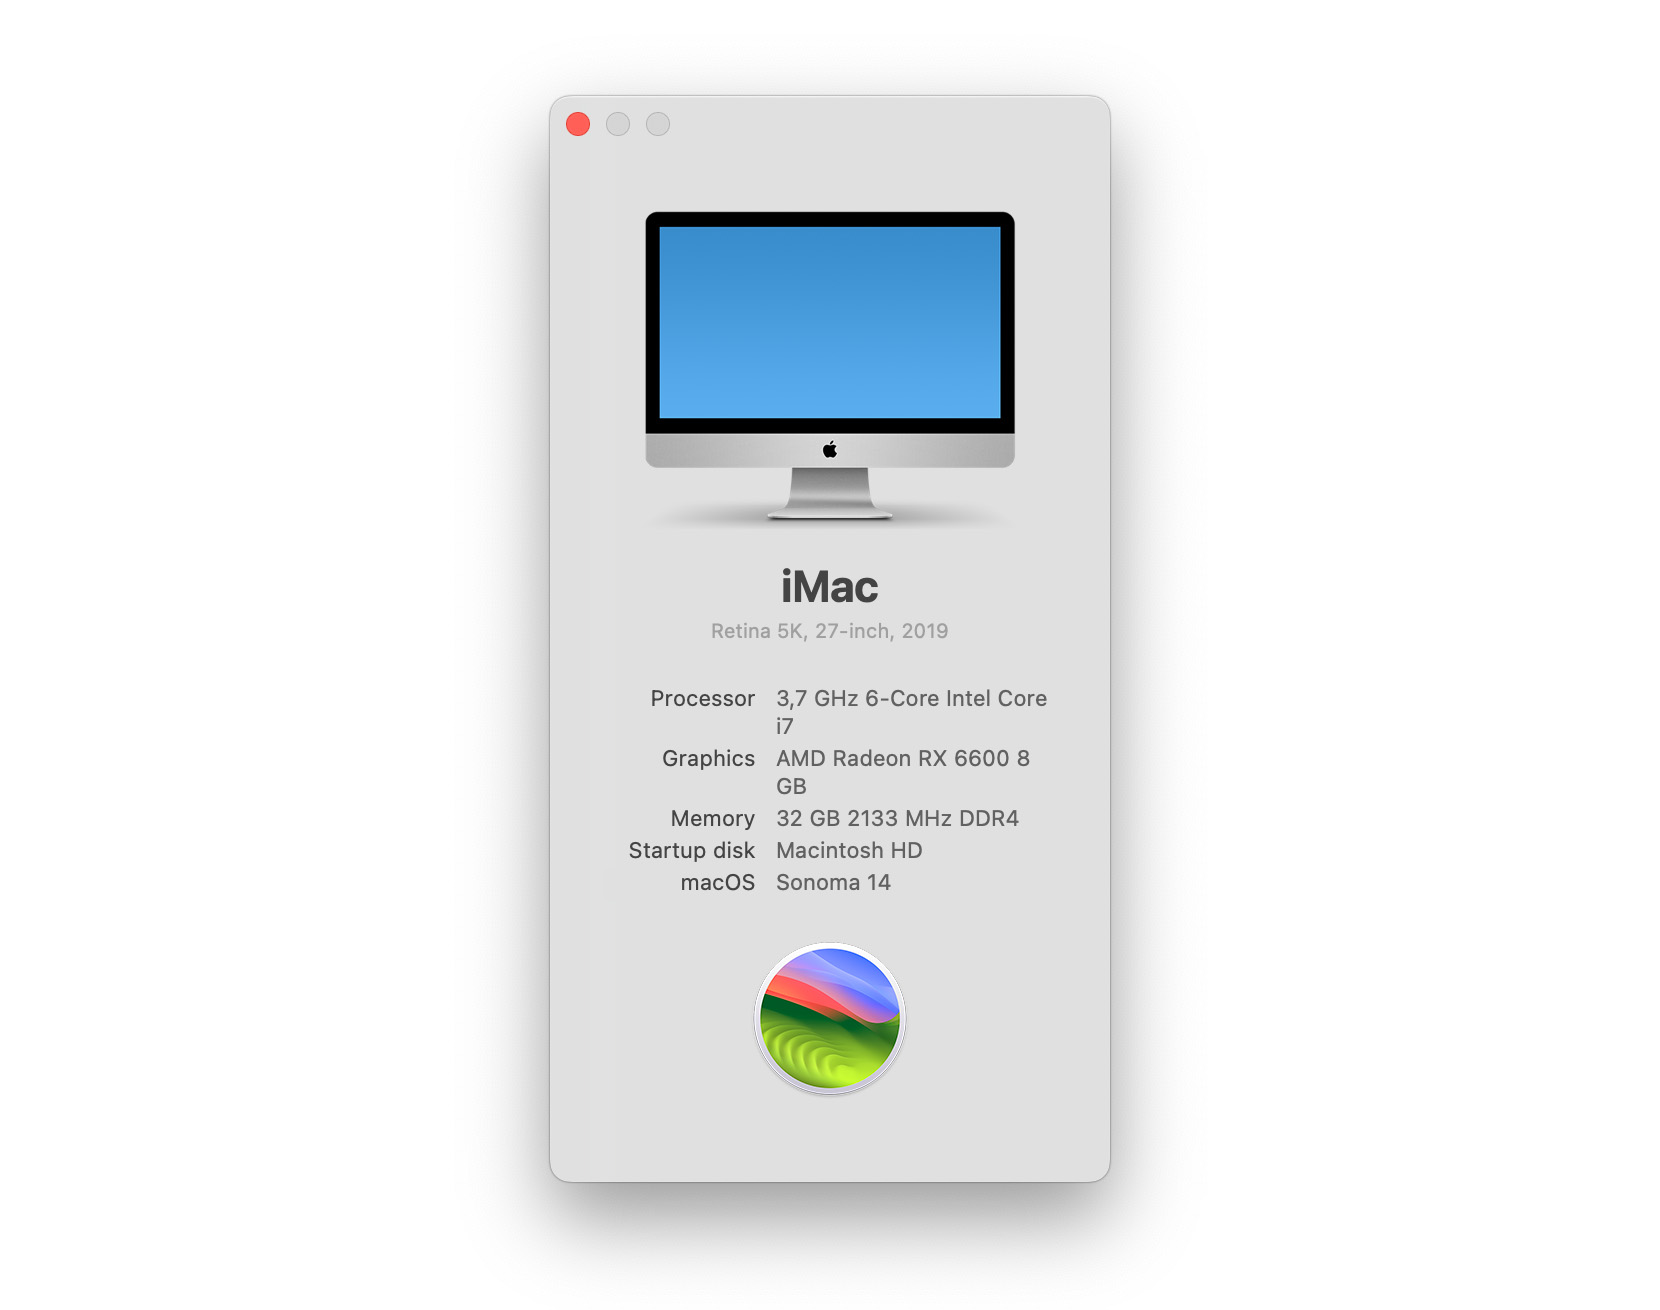 iMac
Retina 5K, 27-inch, 2019
Processor 3,7 GHz 6-Core Intel Core
i7
Graphics AMD Radeon RX 6600 8
GB
Memory 32 GB 2133 MHz DDR4
Startup disk Macintosh HD
macOS Sonoma 14